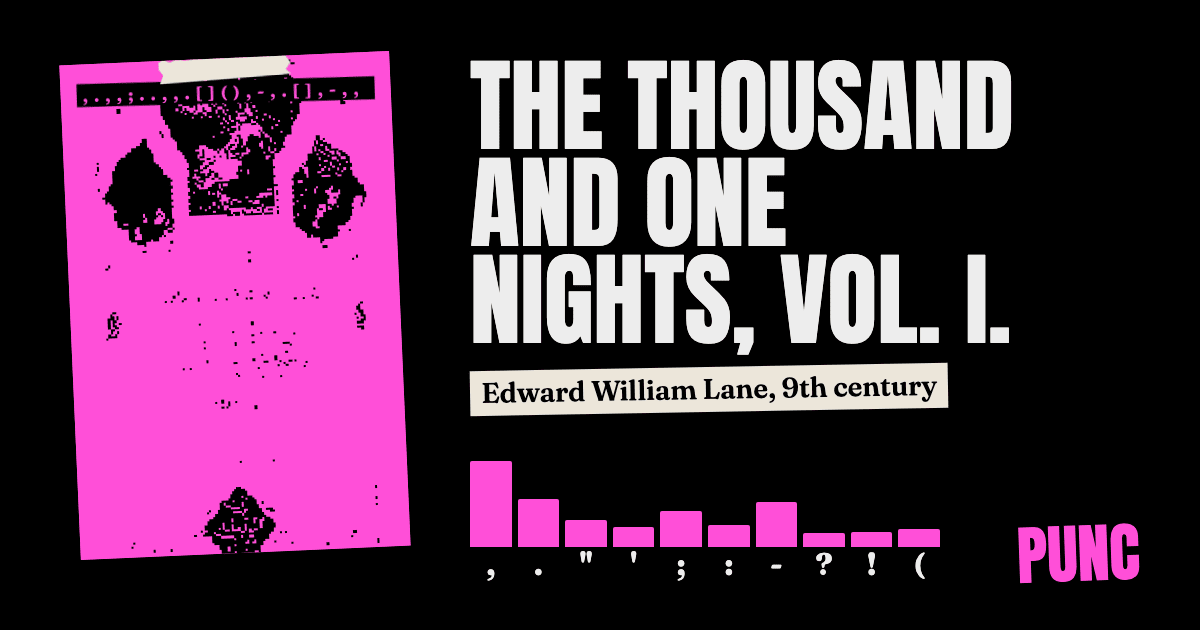 ,.,,;..,,.[](),-,.[],-,,
THE THOUSAND
AND ONE
NIGHTS, VOL. I.
Edward William Lane, 9th century
, . " ' ; : - ? ! (
PUNC